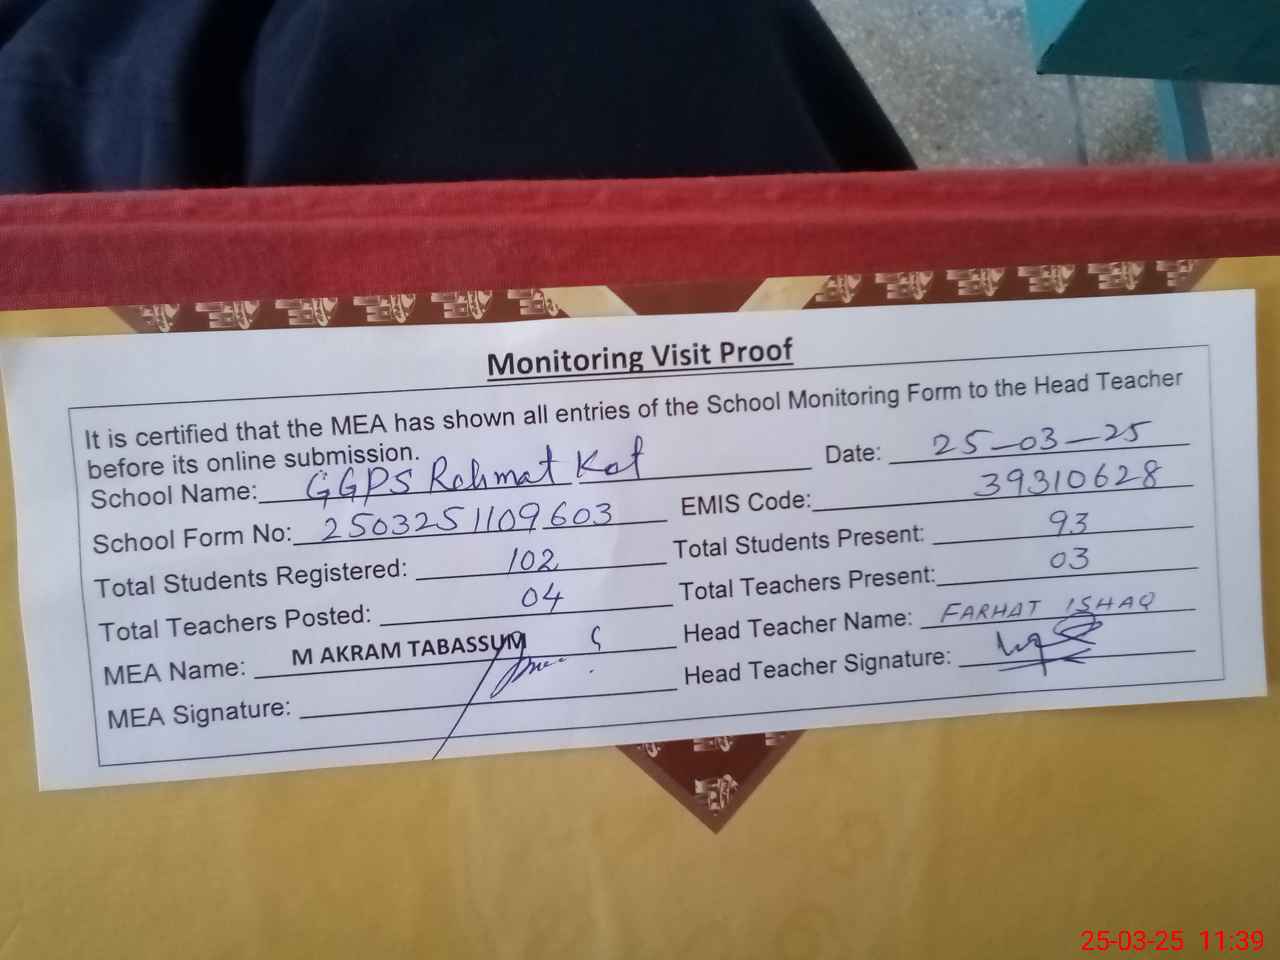 Monitoring Visit Proof
It is certified that the MEA has shown all entries of the School Monitoring Form to the Head Teacher
before its online submission.
School Name: GGPS Rehmat Kot Date: 25-03-25
School Form No: 2503251109603 EMIS Code: 39310628
Total Students Registered: 102 Total Students Present: 93
Total Teachers Posted: 04 Total Teachers Present: 03
MEA Name: M AKRAM TABASSUM Head Teacher Name: FARHAT ISHAQ
MEA Signature: Head Teacher Signature:
25-03-25 11:39